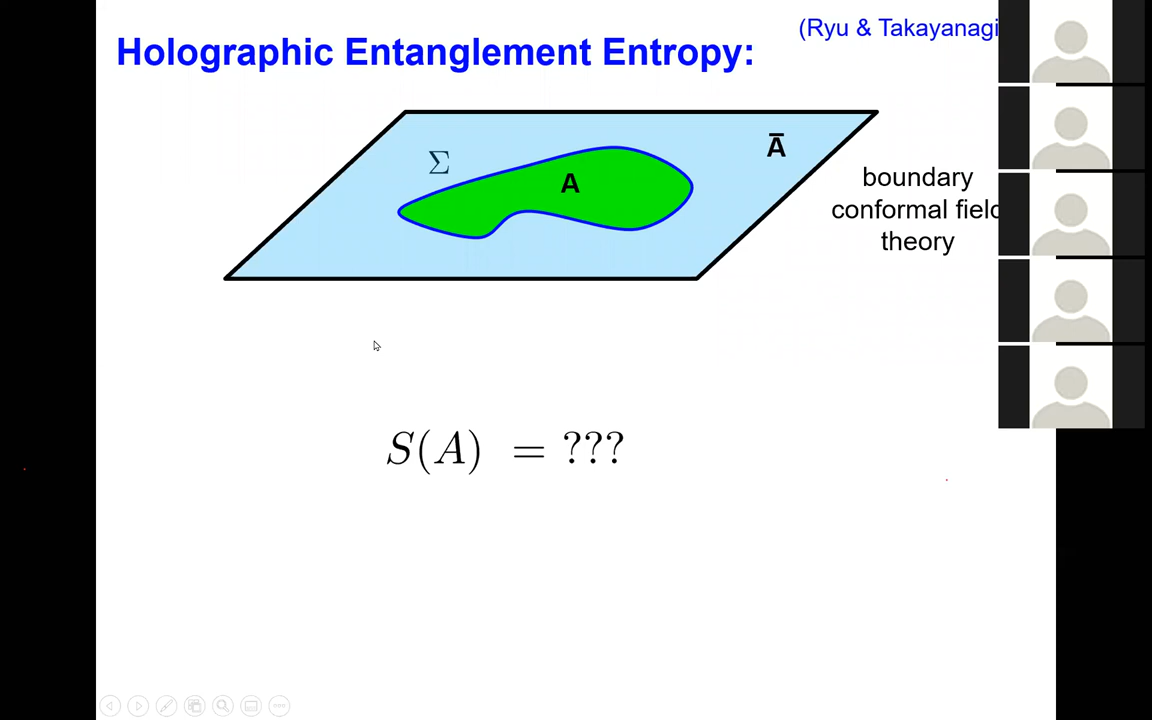 (Ryu & Takayanagi
Holographic Entanglement Entropy:
Σ
A
Ā
boundary
conformal field
theory
S(A) = ???